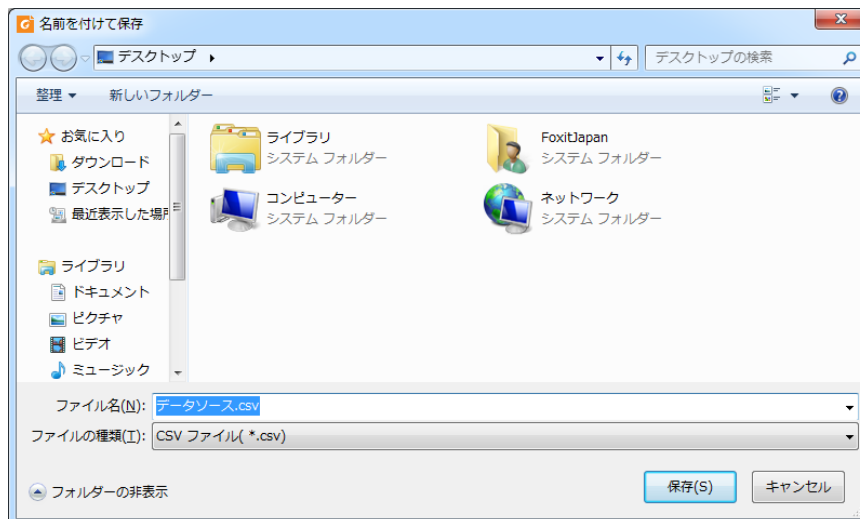 名前を付けて保存
デスクトップ
デスクトップの検索
整理
新しいフォルダー
お気に入り
ダウンロード
デスクトップ
最近表示した場所
ライブラリ
ドキュメント
ピクチャ
ビデオ
ミュージック
ライブラリ
システム フォルダー
FoxitJapan
システム フォルダー
コンピューター
システム フォルダー
ネットワーク
システム フォルダー
ファイル名(N): データソース.csv
ファイルの種類(T): CSV ファイル( *.csv)
フォルダーの非表示
保存(S)
キャンセル